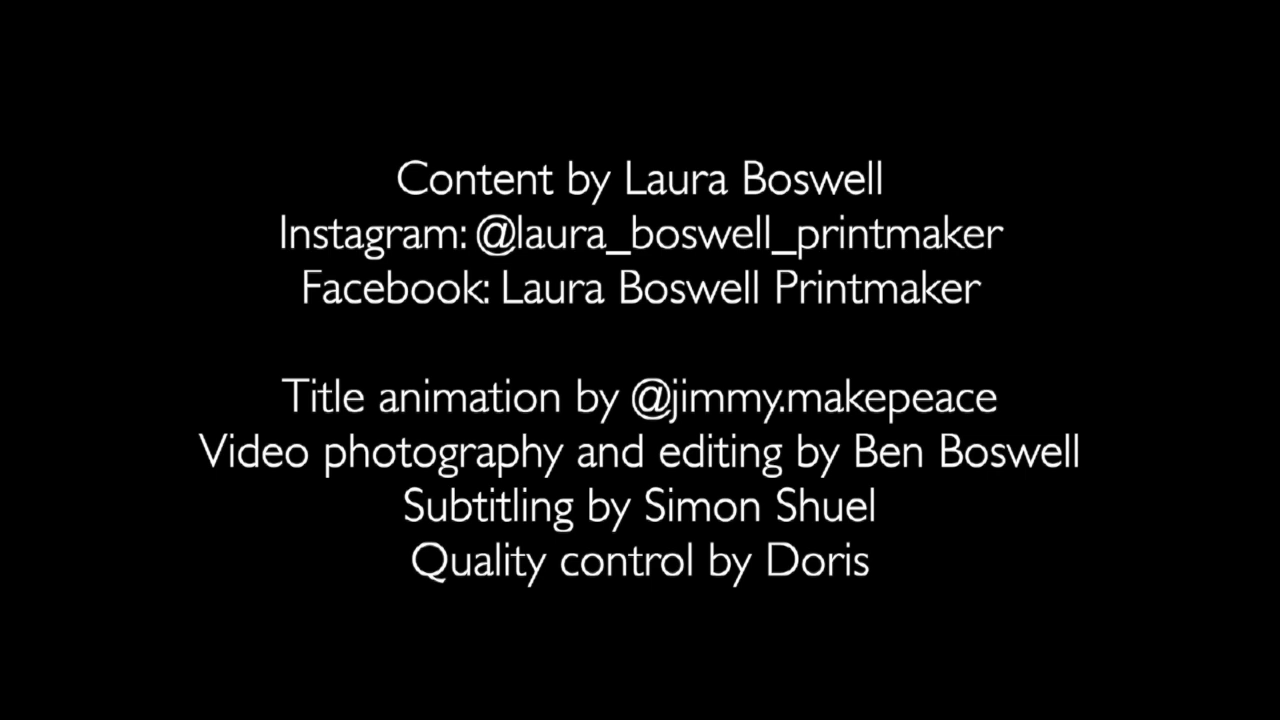 Content by Laura Boswell
Instagram: @laura_boswell_printmaker
Facebook: Laura Boswell Printmaker
Title animation by @jimmy.makepeace
Video photography and editing by Ben Boswell
Subtitling by Simon Shuel
Quality control by Doris